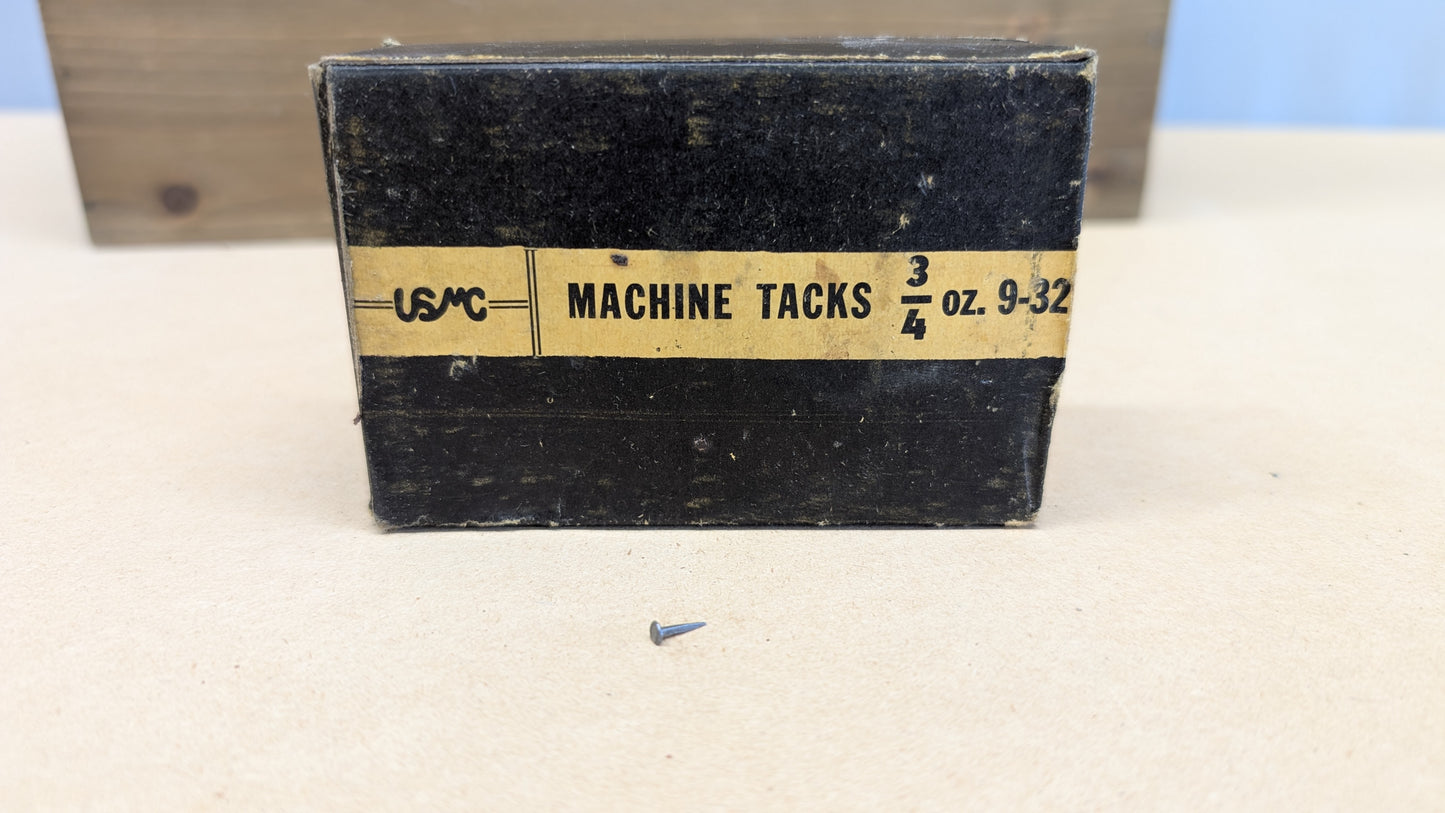 USMC MACHINE TACKS 3/4 oz. 9-32